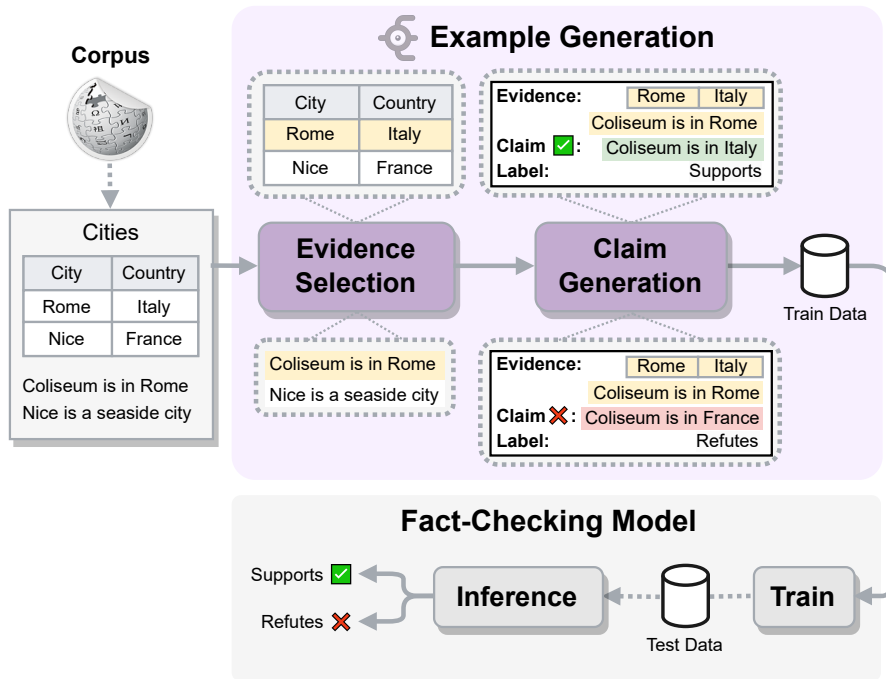 Example Generation
Corpus
Cities
City Country
Rome Italy
Nice France
Coliseum is in Rome
Nice is a seaside city
City Country
Rome Italy
Nice France
Evidence Selection
Coliseum is in Rome
Nice is a seaside city
Evidence: Rome Italy
Coliseum is in Rome
Claim ✅: Coliseum is in Italy
Label: Supports
Claim Generation
Evidence: Rome Italy
Coliseum is in Rome
Claim ❌: Coliseum is in France
Label: Refutes
Train Data
Fact-Checking Model
Supports ✅
Refutes ❌
Inference
Test Data
Train